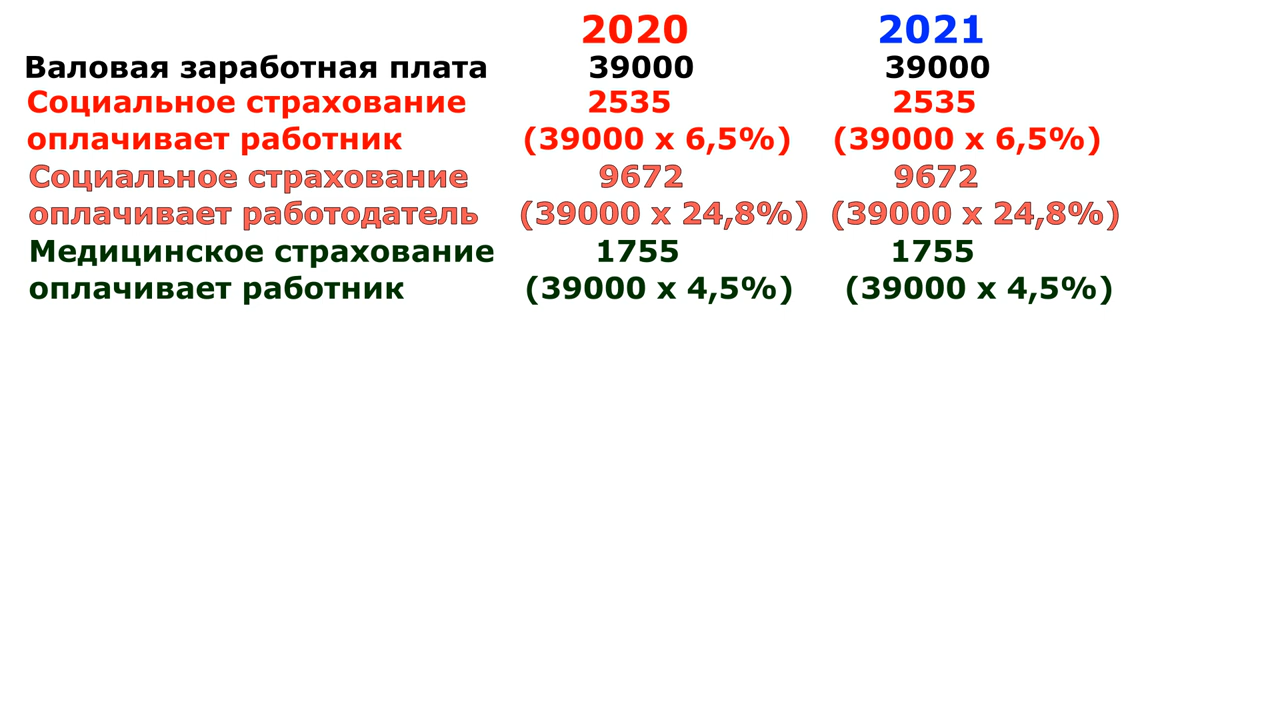 2020 2021
Валовая заработная плата 39000 39000
Социальное страхование 2535 2535
оплачивает работник (39000 x 6,5%) (39000 x 6,5%)
Социальное страхование 9672 9672
оплачивает работодатель (39000 x 24,8%) (39000 x 24,8%)
Медицинское страхование 1755 1755
оплачивает работник (39000 x 4,5%) (39000 x 4,5%)